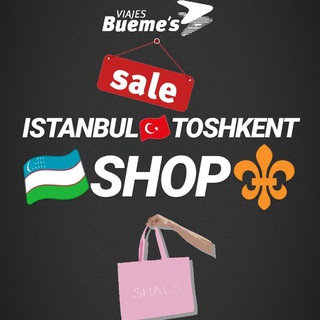 VIAJES
Bueme's
sale
ISTANBUL TOSHKENT
SHOP
SHALS